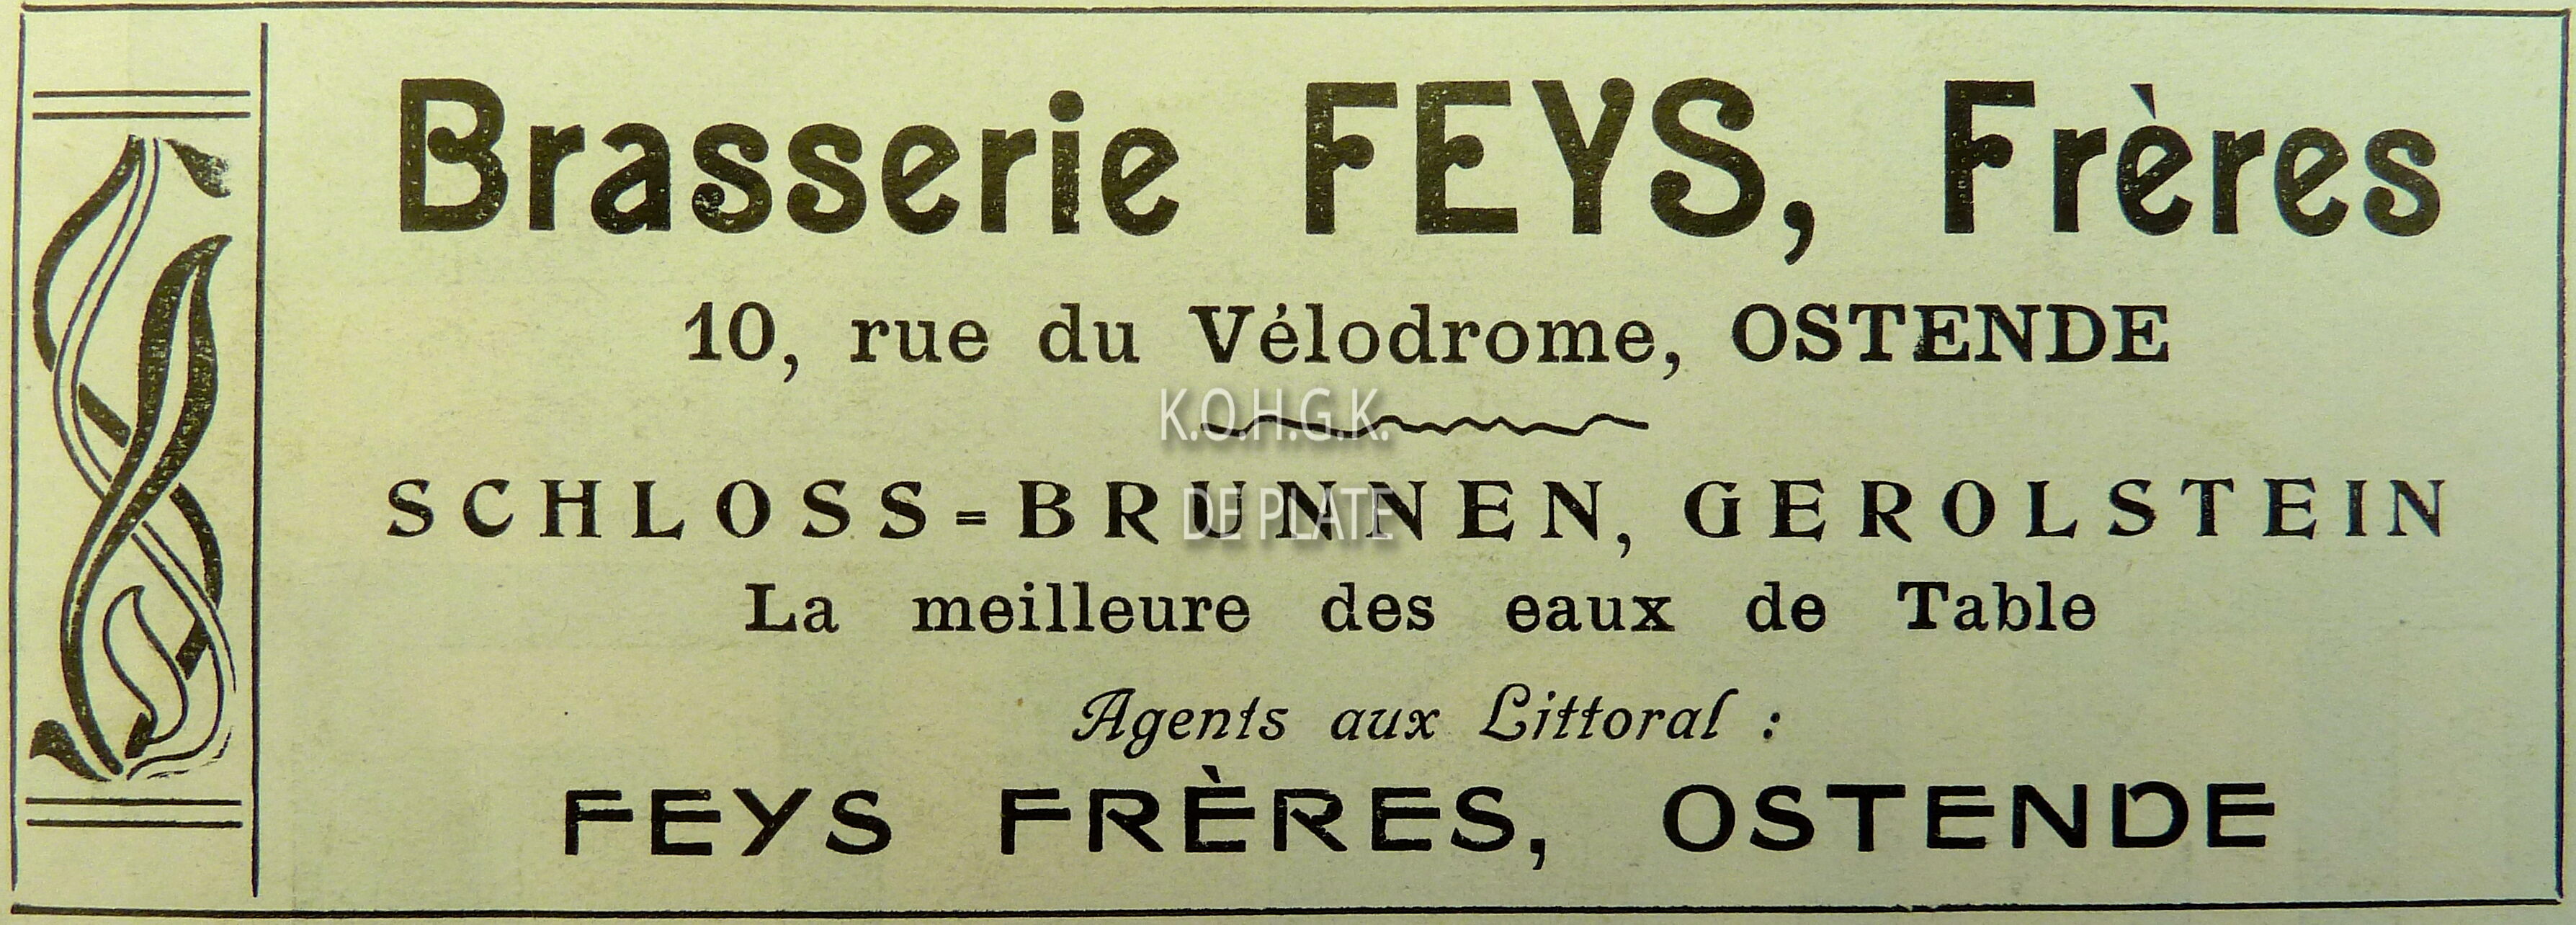 Brasserie FEYS, Frères
10, rue du Vélodrome, OSTENDE
K.O.H.G.K.
DE PLATE
SCHLOSS=BRUNNEN, GEROLSTEIN
La meilleure des eaux de Table
Agents aux Littoral :
FEYS FRÈRES, OSTENDE